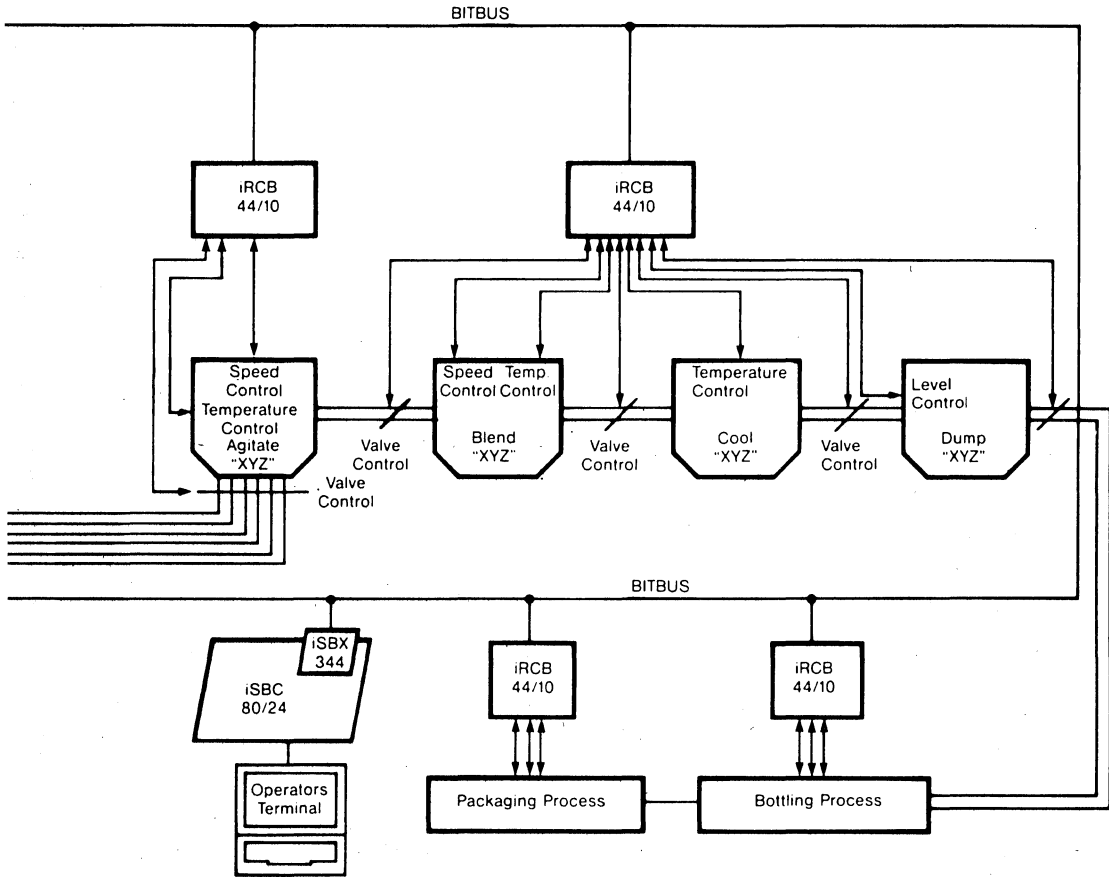 BITBUS
iRCB
44/10
iRCB
44/10
Speed
Control
Temperature
Control
Agitate
"XYZ"
Valve
Control
Valve
Control
Speed Temp.
Control Control
Blend
"XYZ"
Valve
Control
Temperature
Control
Cool
"XYZ"
Valve
Control
Level
Control
Dump
"XYZ"
BITBUS
iSBX
344
iSBC
80/24
Operators
Terminal
iRCB
44/10
iRCB
44/10
Packaging Process
Bottling Process